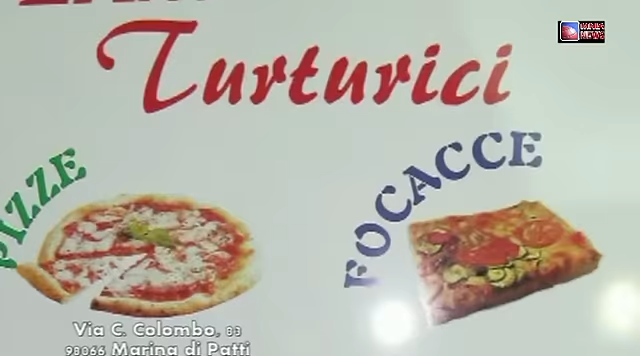 Turturici
PIZZE
FOCACCE
Via C. Colombo, 83
98066 Marina di Patti